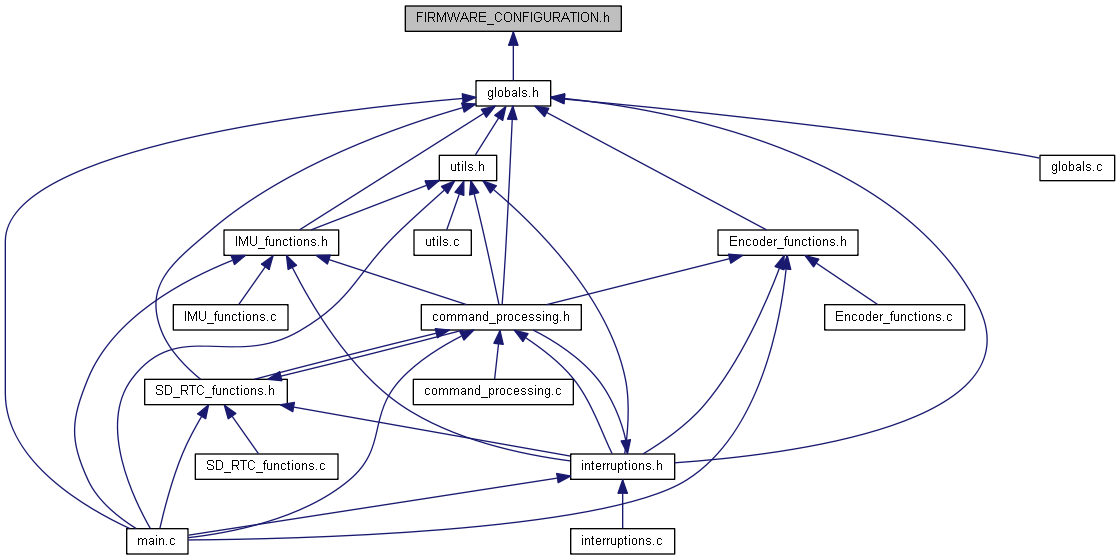 FIRMWARE_CONFIGURATION.h
globals.h
utils.h
globals.c
IMU_functions.h
utils.c
Encoder_functions.h
IMU_functions.c
command_processing.h
Encoder_functions.c
SD_RTC_functions.h
command_processing.c
SD_RTC_functions.c
interruptions.h
main.c
interruptions.c